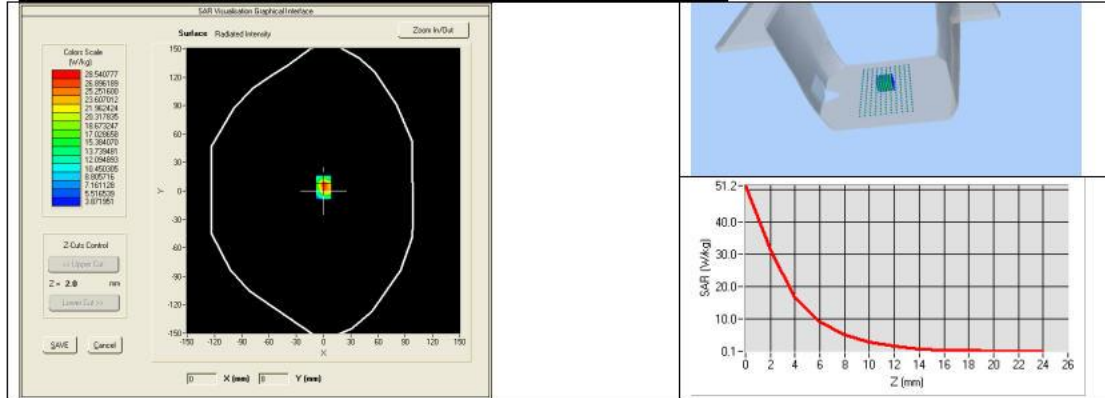 SAR Visualisation Graphical Interface
Surface Radiated Intensity
Zoom In/Out
Colors Scale
(W/kg)
28.540777
26.896189
25.251600
23.607012
21.962424
20.317835
18.673247
17.028658
15.384070
13.739481
12.094893
10.450305
8.805716
7.161128
5.516539
3.871951
150-
120-
90-
60-
30-
0-
-30-
-60-
-90-
-120-
-150-
Y
-150 -120 -90 -60 -30 0 30 60 90 120 150
X
Z Cuts Control
<< Upper Cut
Z = 2.0 mm
Lower Cut >>
SAVE Cancel
0 X (mm) 0 Y (mm)
51.2-
40.0-
30.0-
20.0-
10.0-
0.1-
SAR (W/kg)
0 2 4 6 8 10 12 14 16 18 20 22 24 26
Z (mm)